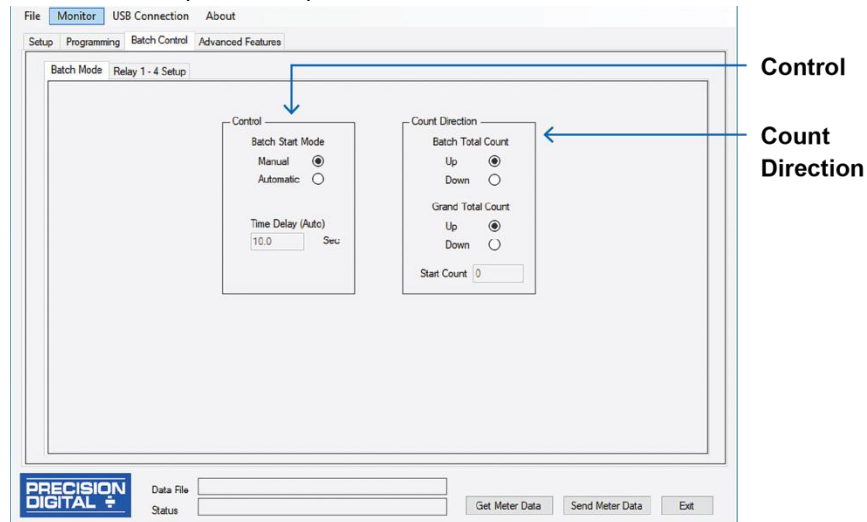 File Monitor USB Connection About
Setup Programming Batch Control Advanced Features
Batch Mode Relay 1 - 4 Setup
Control
Batch Start Mode
Manual
Automatic
Time Delay (Auto)
10.0 Sec
Count Direction
Batch Total Count
Up
Down
Grand Total Count
Up
Down
Start Count 0
Control
Count
Direction
PRECISION
DIGITAL
Data File
Status
Get Meter Data Send Meter Data Exit